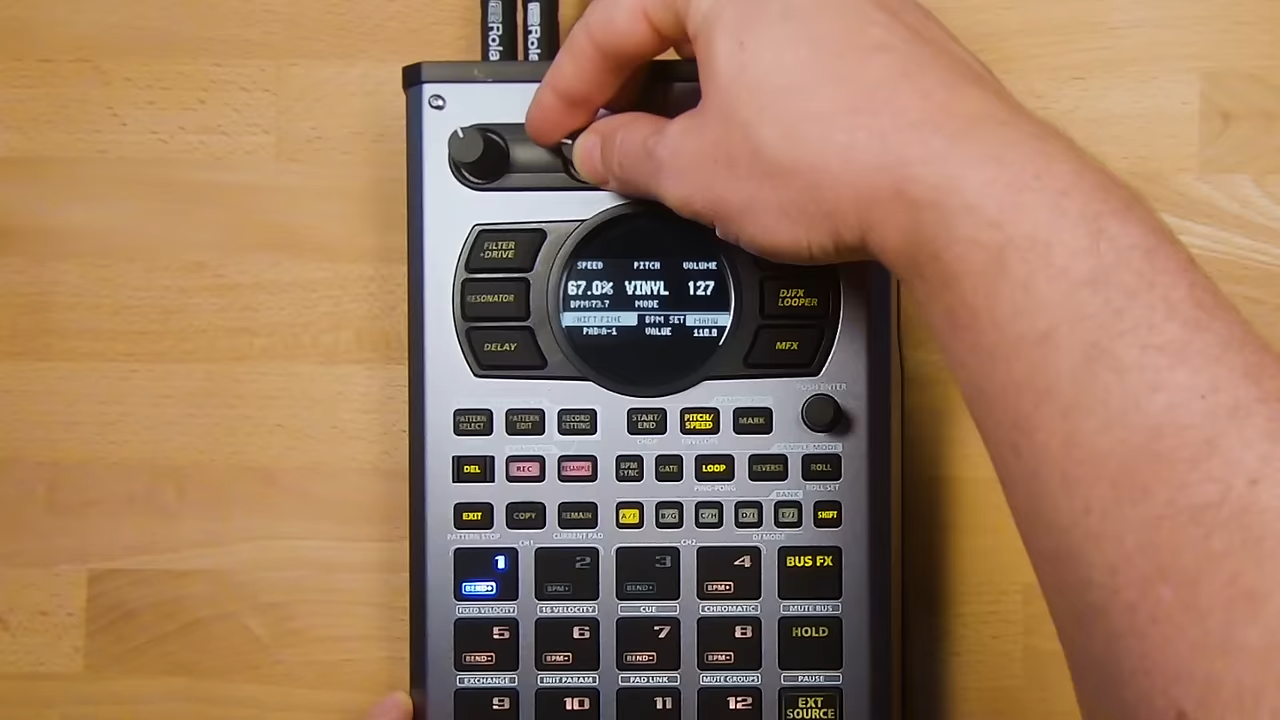 Rola
Rola
FILTER
+DRIVE
RESONATOR
DELAY
SPEED PITCH VOLUME
67.0% VINYL 127
BPM:73.7 MODE
SHIFT:FINE BPM SET MANU
PAD:A-1 VALUE 110.0
DJFX
LOOPER
MFX
PUSH ENTER
PATTERN
SELECT
PATTERN
EDIT
RECORD
SETTING
START/
END
PITCH/
SPEED
MARK
CHOP
ENVELOPE
SAMPLE MODE
DEL
REC
RESAMPLE
BPM
SYNC
GATE
LOOP
REVERSE
ROLL
PING-PONG
ROLL SET
BANK
EXIT
COPY
REMAIN
A/F
B/G
C/H
D/I
E/J
SHIFT
PATTERN STOP
CURRENT PAD
DJ MODE
CH1
CH2
1
BEND+
2
BPM+
3
BEND+
4
BPM+
BUS FX
FIXED VELOCITY
16 VELOCITY
CUE
CHROMATIC
MUTE BUS
5
BEND-
6
BPM-
7
BEND-
8
BPM-
HOLD
EXCHANGE
INIT PARAM
PAD LINK
MUTE GROUPS
PAUSE
9
10
11
12
EXT
SOURCE